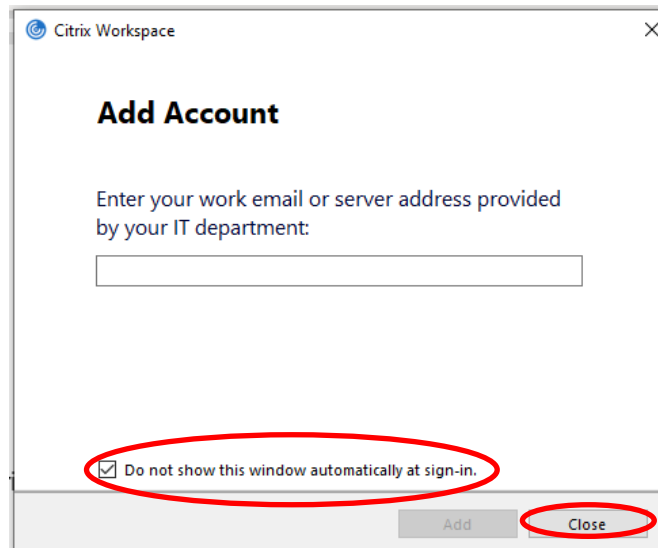 Citrix Workspace
Add Account
Enter your work email or server address provided
by your IT department:
Do not show this window automatically at sign-in.
Add
Close